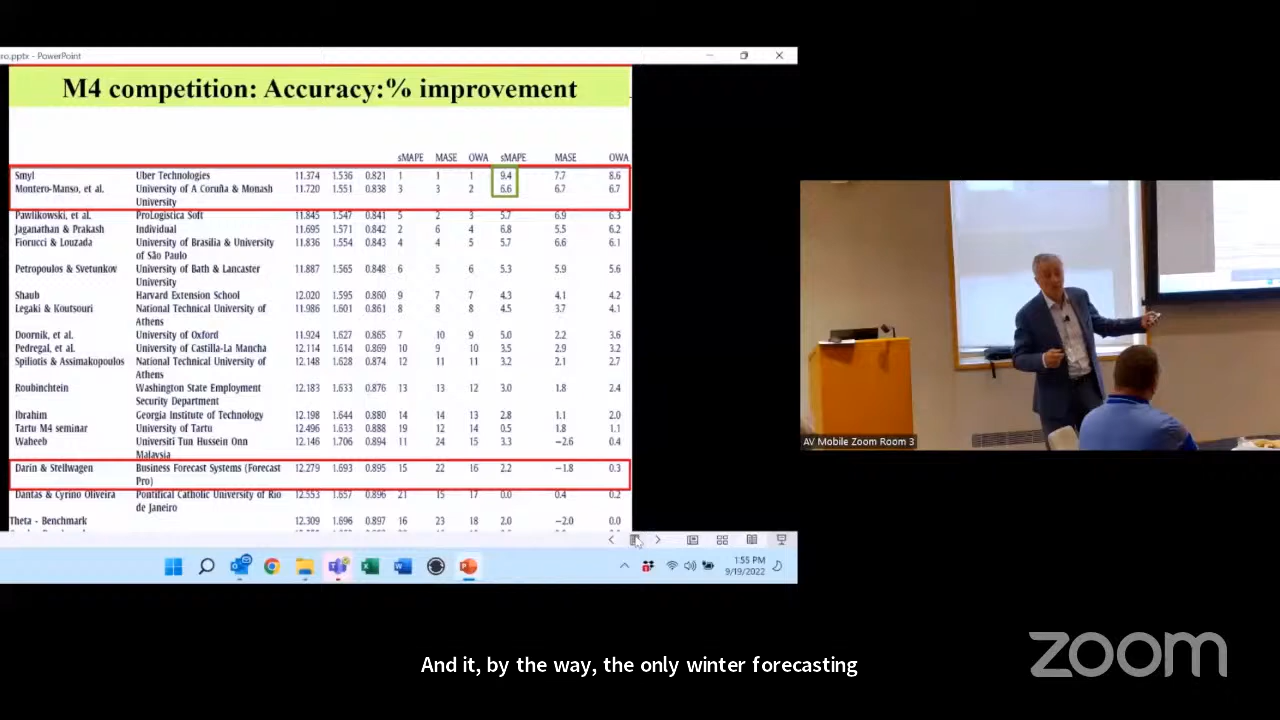 ro.pptx - PowerPoint
M4 competition: Accuracy:% improvement
sMAPE MASE OWA sMAPE MASE OWA
Smyl Uber Technologies 11.374 1.536 0.821 1 1 1 9.4 7.7 8.6
Montero-Manso, et al. University of A Coruña & Monash 11.720 1.551 0.838 3 3 2 6.6 6.7 6.7
University
Pawlikowski, et al. ProLogistica Soft 11.845 1.547 0.841 5 2 3 5.7 6.9 6.3
Jaganathan & Prakash Individual 11.695 1.571 0.842 2 6 4 6.8 5.5 6.2
Fiorucci & Louzada University of Brasilia & University 11.836 1.554 0.843 4 4 5 5.7 6.6 6.1
of São Paulo
Petropoulos & Svetunkov University of Bath & Lancaster 11.887 1.565 0.848 6 5 6 5.3 5.9 5.6
University
Shaub Harvard Extension School 12.020 1.595 0.860 9 7 7 4.3 4.1 4.2
Legaki & Koutsouri National Technical University of 11.986 1.601 0.861 8 8 8 4.5 3.7 4.1
Athens
Doornik, et al. University of Oxford 11.924 1.627 0.865 7 10 9 5.0 2.2 3.6
Pedregal, et al. University of Castilla-La Mancha 12.114 1.614 0.869 10 9 10 3.5 2.9 3.2
Spiliotis & Assimakopoulos National Technical University of 12.148 1.628 0.874 12 11 11 3.2 2.1 2.7
Athens
Roubinchtein Washington State Employment 12.183 1.633 0.876 13 13 12 3.0 1.8 2.4
Security Department
Ibrahim Georgia Institute of Technology 12.198 1.644 0.880 14 14 13 2.8 1.1 2.0
Tartu M4 seminar University of Tartu 12.496 1.633 0.888 19 12 14 0.5 1.8 1.1
Waheeb Universiti Tun Hussein Onn 12.146 1.706 0.894 11 24 15 3.3 −2.6 0.4
Malaysia
Darin & Stellwagen Business Forecast Systems (Forecast 12.279 1.693 0.895 15 22 16 2.2 −1.8 0.3
Pro)
Dantas & Cyrino Oliveira Pontifical Catholic University of Rio 12.553 1.657 0.896 21 15 17 0.0 0.4 0.2
de Janeiro
Theta - Benchmark 12.309 1.696 0.897 16 23 18 2.0 −2.0 0.0
1:55 PM
9/19/2022
AV Mobile Zoom Room 3
And it, by the way, the only winter forecasting
zoom